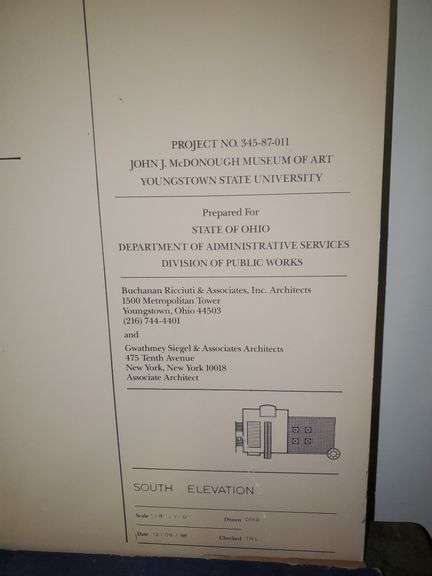 PROJECT NO. 345-87-011
JOHN J. McDONOUGH MUSEUM OF ART
YOUNGSTOWN STATE UNIVERSITY
Prepared For
STATE OF OHIO
DEPARTMENT OF ADMINISTRATIVE SERVICES
DIVISION OF PUBLIC WORKS
Buchanan Ricciuti & Associates, Inc. Architects
1500 Metropolitan Tower
Youngstown, Ohio 44503
(216) 744-4401
and
Gwathmey Siegel & Associates Architects
475 Tenth Avenue
New York, New York 10018
Associate Architect
SOUTH ELEVATION
Scale Drawn
Date Checked